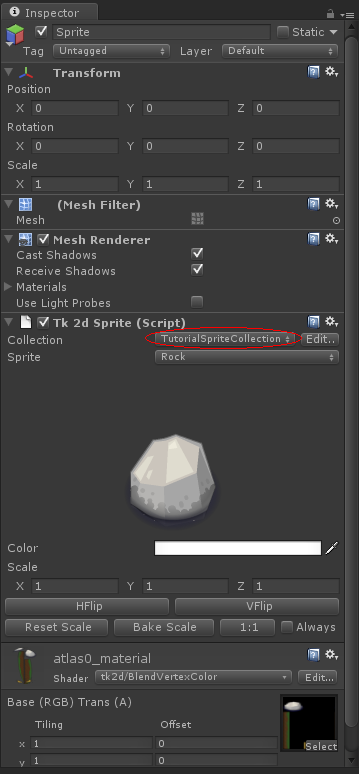 Inspector
Sprite Static
Tag Untagged Layer Default
Transform
Position
X 0 Y 0 Z 0
Rotation
X 0 Y 0 Z 0
Scale
X 1 Y 1 Z 1
(Mesh Filter)
Mesh
Mesh Renderer
Cast Shadows
Receive Shadows
Materials
Use Light Probes
Tk 2d Sprite (Script)
Collection TutorialSpriteCollection Edit..
Sprite Rock
Color
Scale
X 1 Y 1 Z 1
HFlip VFlip
Reset Scale Bake Scale 1:1 Always
atlas0_material
Shader tk2d/BlendVertexColor Edit...
Base (RGB) Trans (A)
Tiling Offset
x 1 0
y 1 0
Select